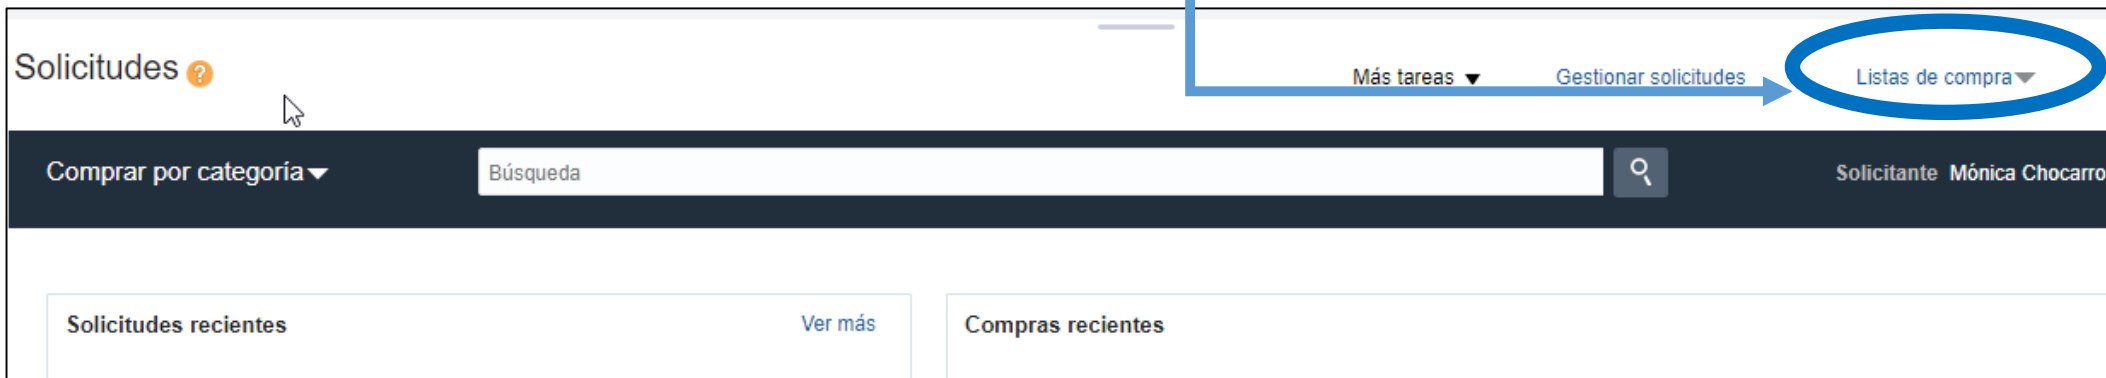 Solicitudes ?
Más tareas Gestionar solicitudes Listas de compra
Comprar por categoría Búsqueda Solicitante Mónica Chocarro
Solicitudes recientes Ver más Compras recientes